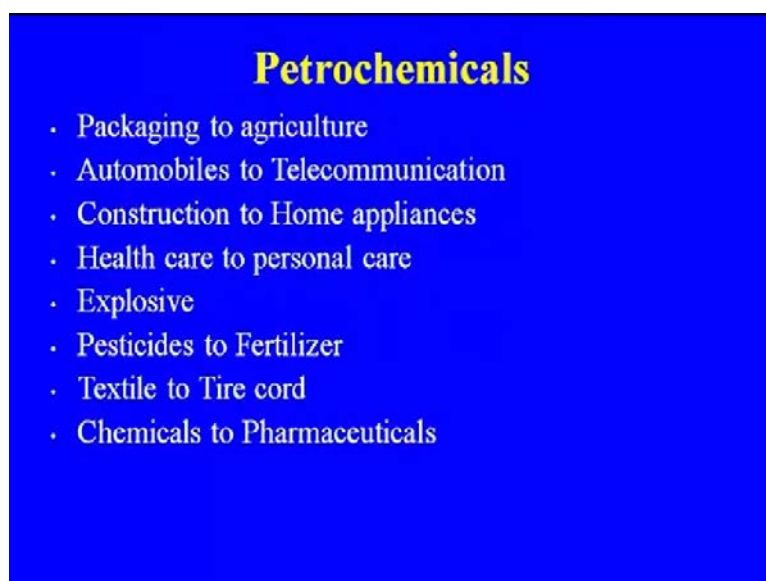 Petrochemicals
· Packaging to agriculture
· Automobiles to Telecommunication
· Construction to Home appliances
· Health care to personal care
· Explosive
· Pesticides to Fertilizer
· Textile to Tire cord
· Chemicals to Pharmaceuticals